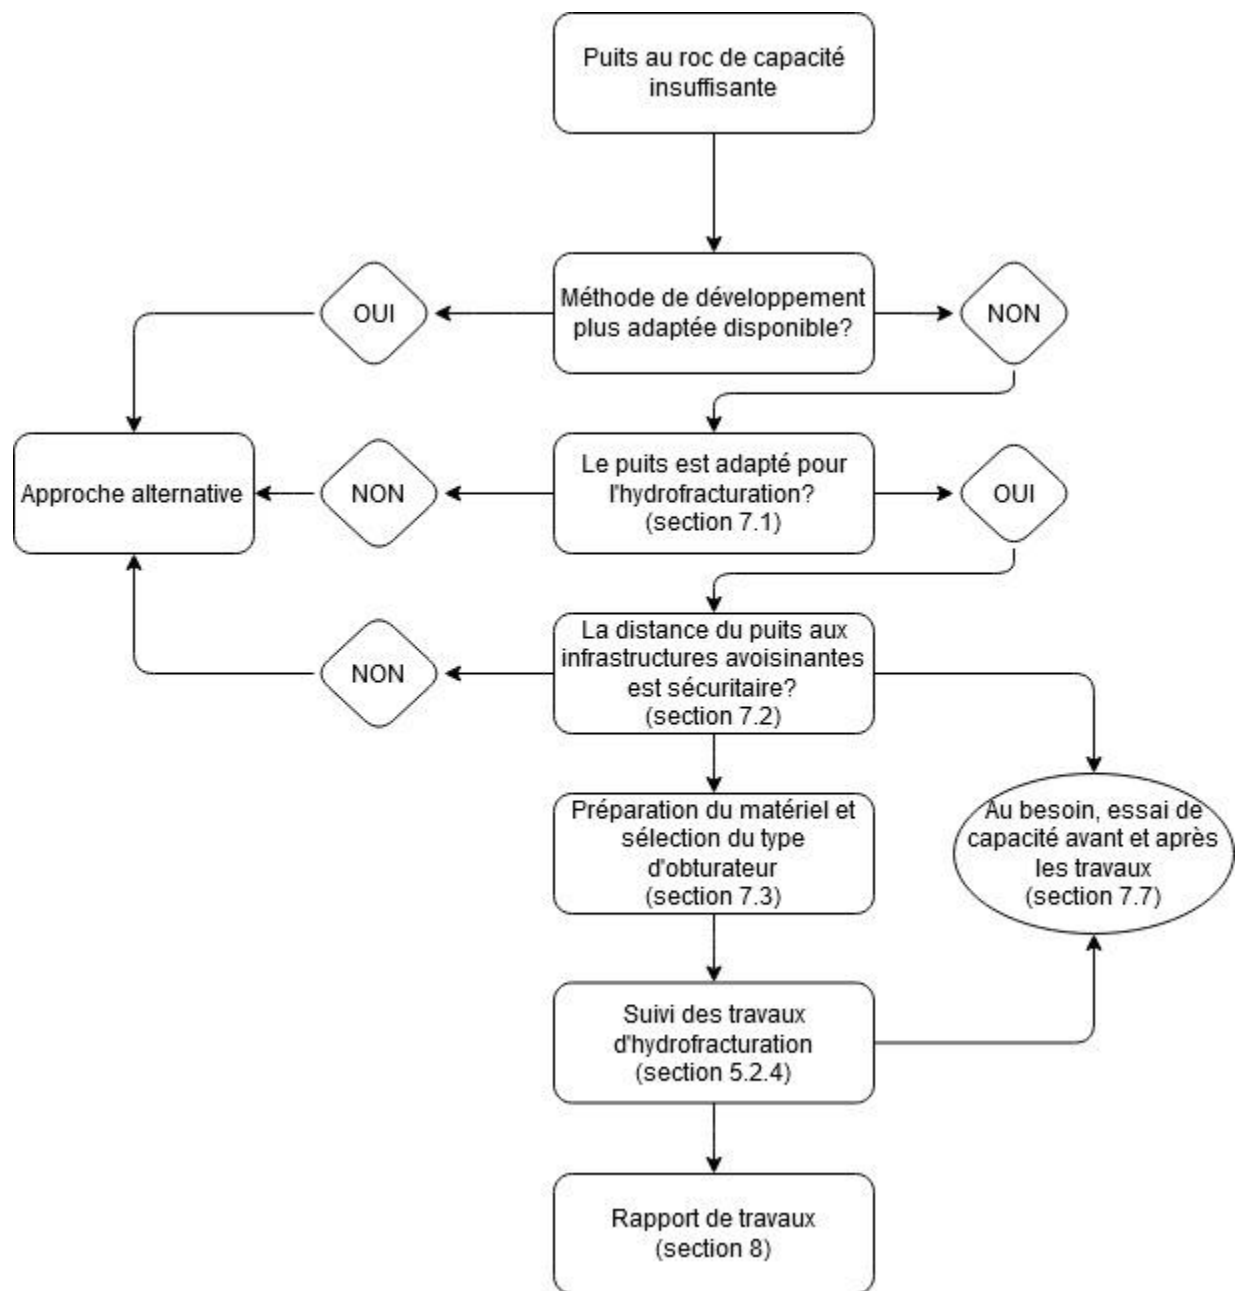 Puits au roc de capacité
insuffisante
OUI
Méthode de développement
plus adaptée disponible?
NON
Approche alternative
NON
Le puits est adapté pour
l'hydrofracturation?
(section 7.1)
OUI
NON
La distance du puits aux
infrastructures avoisinantes
est sécuritaire?
(section 7.2)
Préparation du matériel et
sélection du type
d'obturateur
(section 7.3)
Au besoin, essai de
capacité avant et après
les travaux
(section 7.7)
Suivi des travaux
d'hydrofracturation
(section 5.2.4)
Rapport de travaux
(section 8)